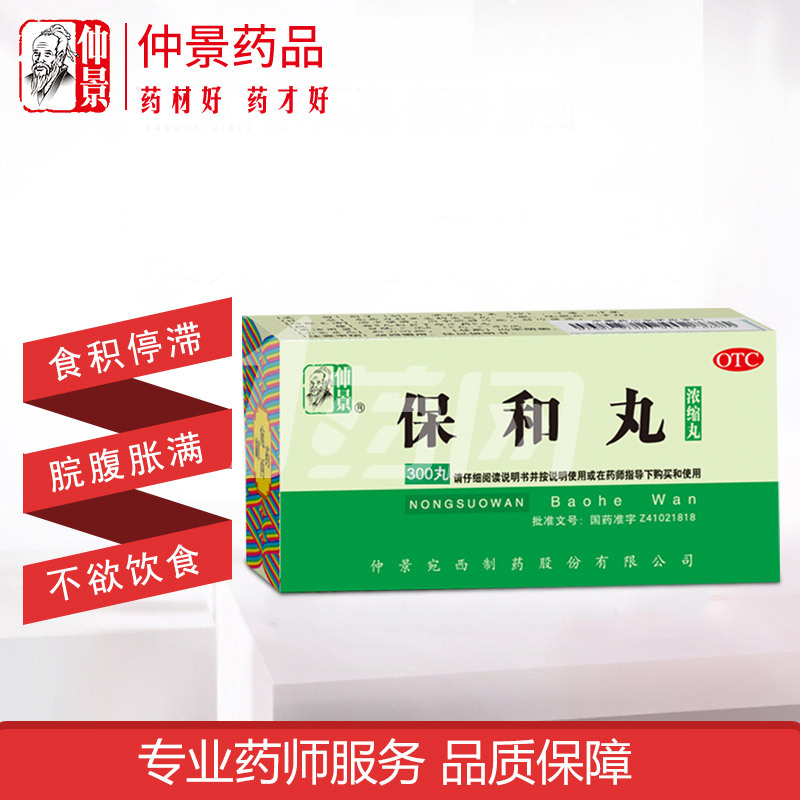 仲景
仲景药品
药材好 药才好
食积停滞
脘腹胀满
不欲饮食
OTC
仲景
®
保和丸
浓缩丸
300丸 请仔细阅读说明书并按说明使用或在药师指导下购买和使用
NONGSUOWAN Baohe Wan
批准文号：国药准字 Z41021818
仲景宛西制药股份有限公司
专业药师服务 品质保障